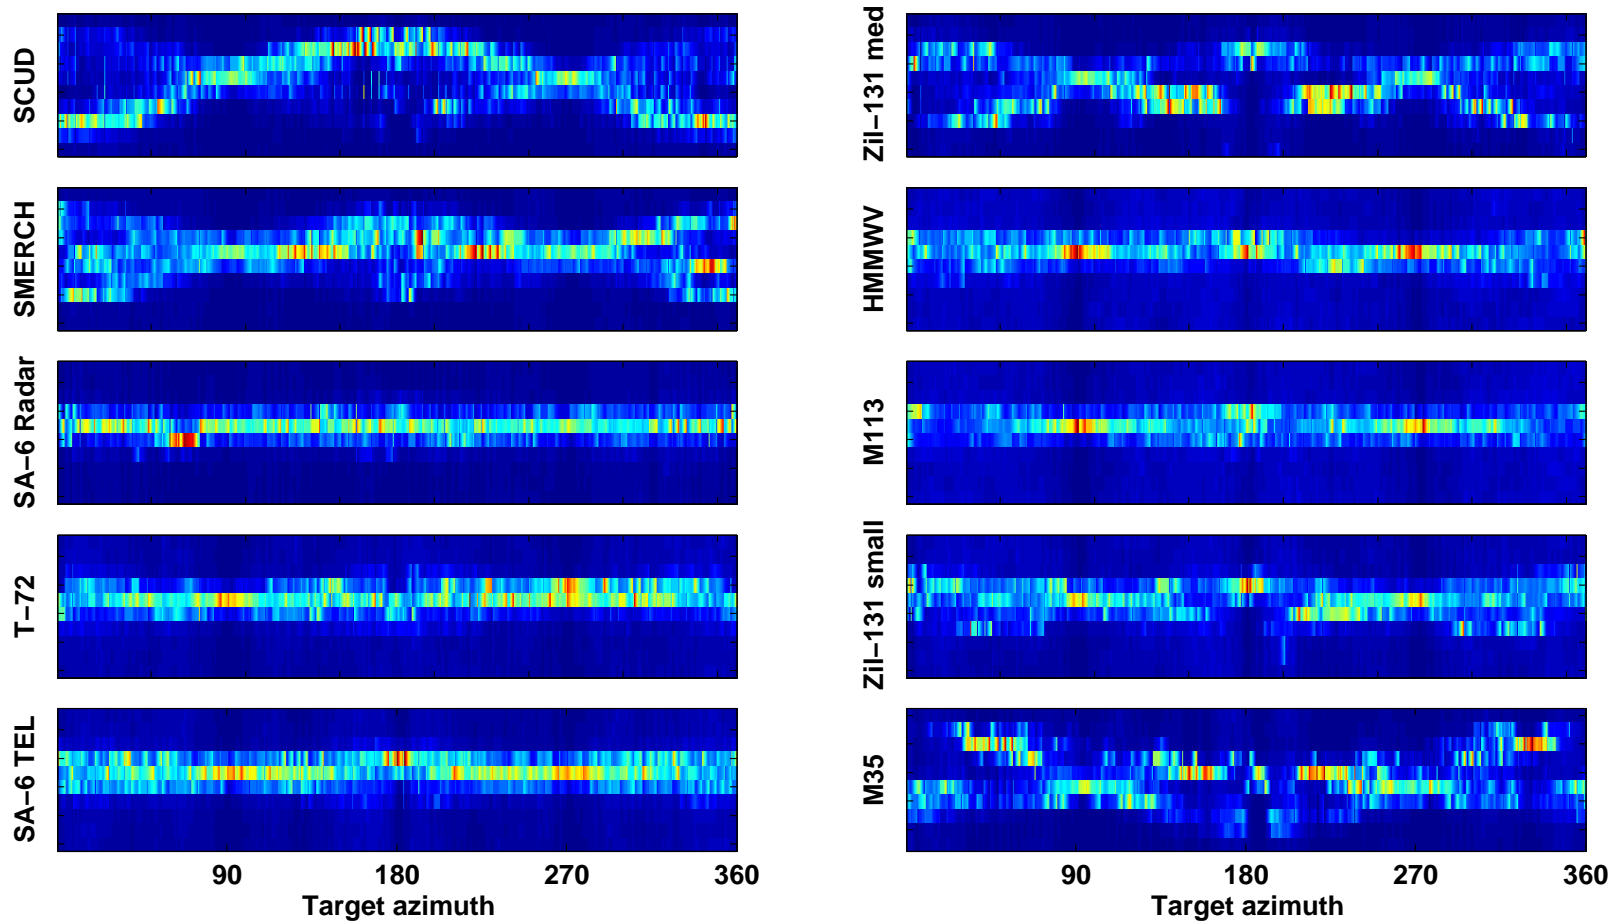 SCUD
SMERCH
SA–6 Radar
T–72
SA–6 TEL
90 180 270 360
Target azimuth
Zil–131 med
HMMWV
M113
Zil–131 small
M35
90 180 270 360
Target azimuth